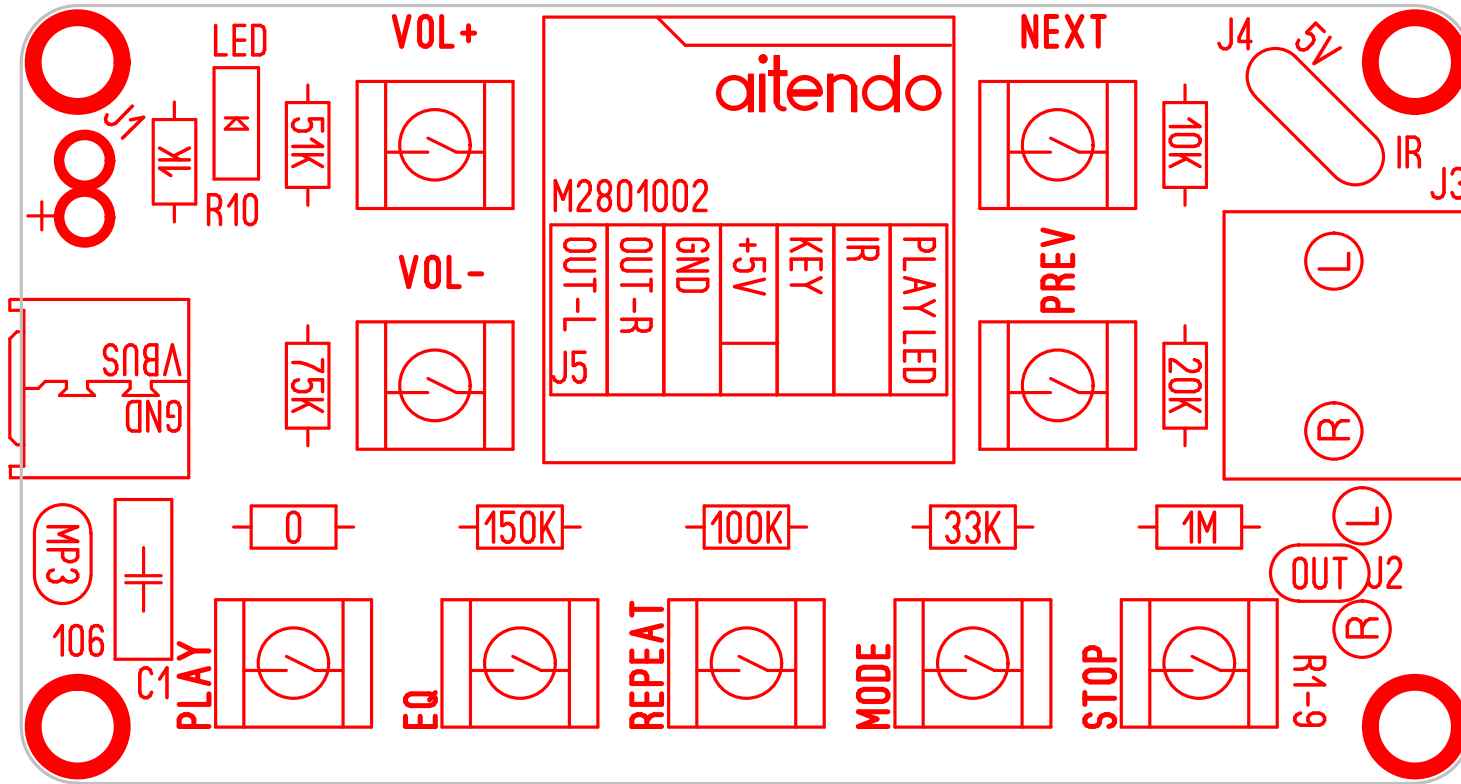 LED
VOL+
NEXT
J4
5V
aitendo
J1
1K
51K
10K
IR
J3
R10
M2801002
+
VOL-
OUT-L
OUT-R
GND
+5V
KEY
IR
PLAY LED
PREV
L
VBUS
GND
75K
J5
20K
R
MP3
0
150K
100K
33K
1M
L
OUT
J2
106
C1
PLAY
EQ
REPEAT
MODE
STOP
R
R1-9